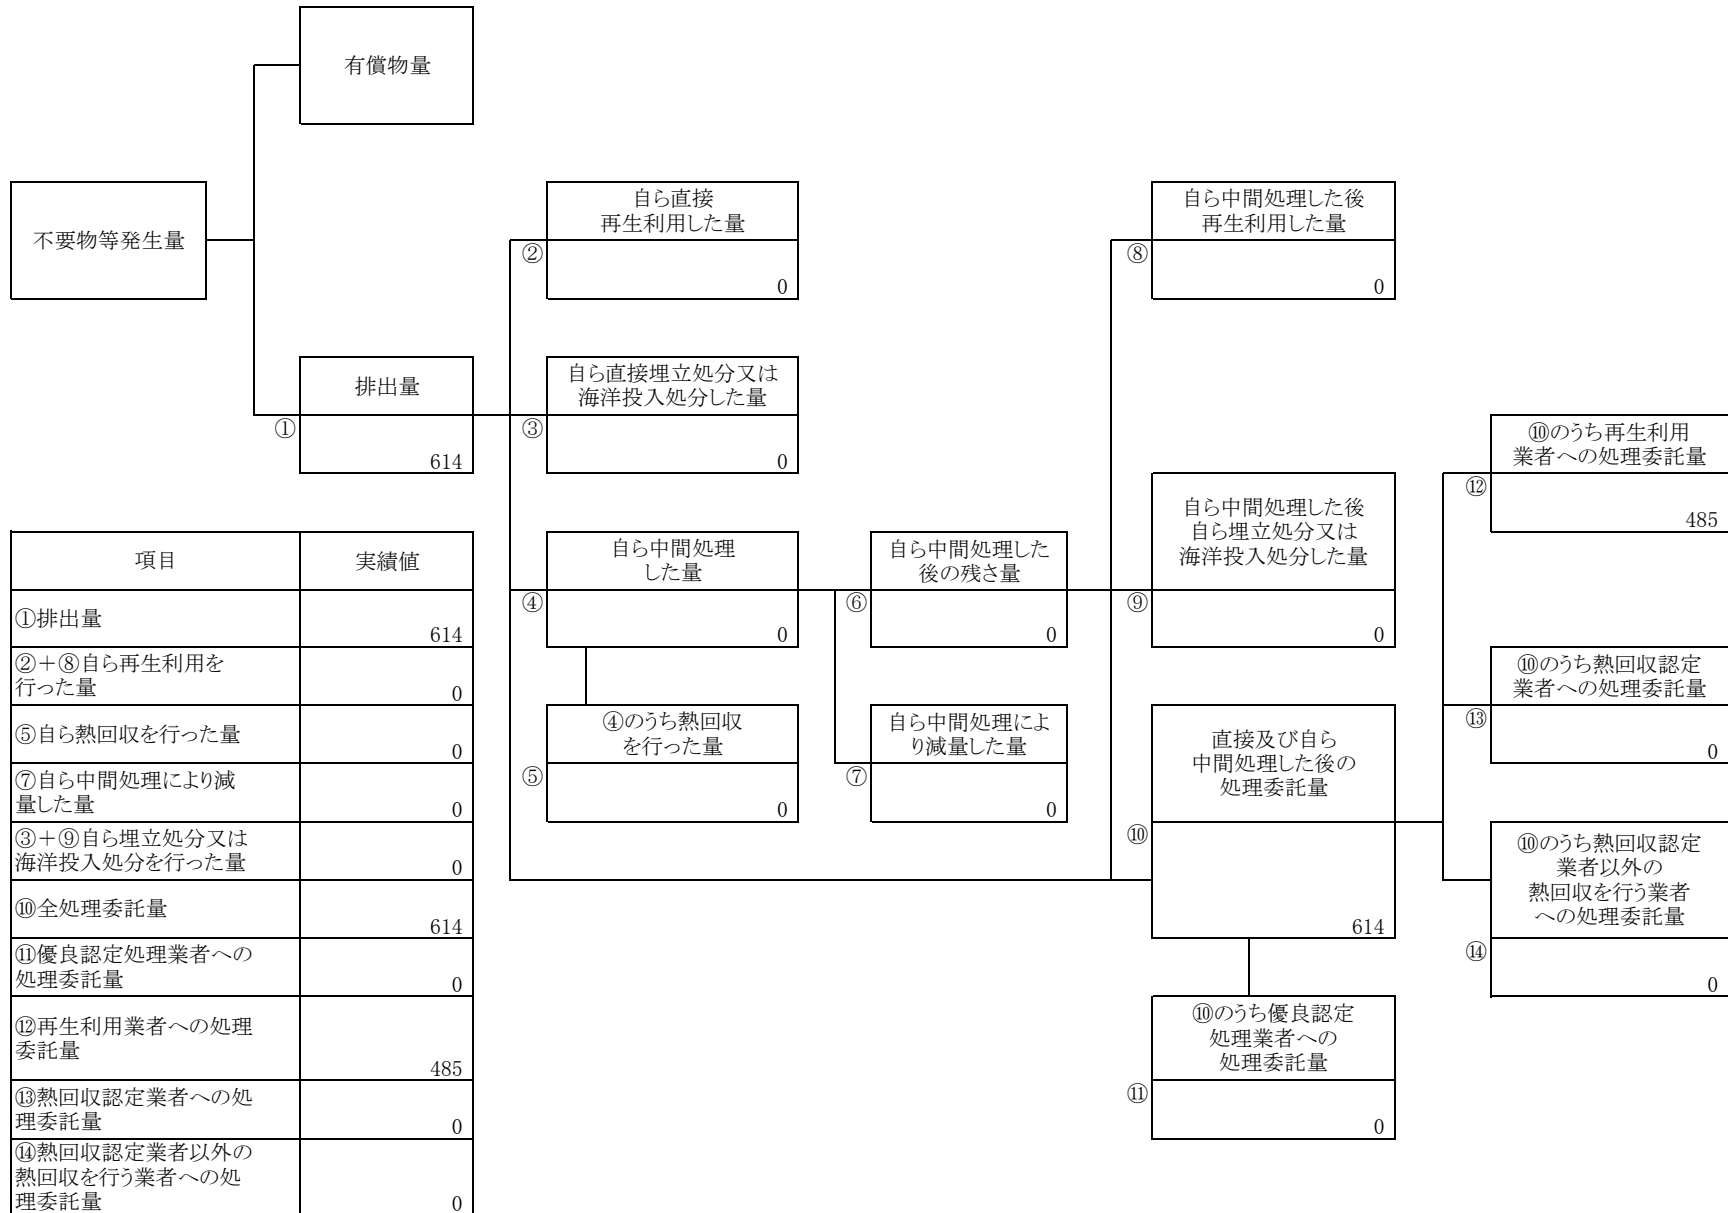 有償物量
不要物等発生量
自ら直接
再生利用した量
②
0
自ら中間処理した後
再生利用した量
⑧
0
排出量
①
614
自ら直接埋立処分又は
海洋投入処分した量
③
0
⑩のうち再生利用
業者への処理委託量
⑫
485
自ら中間処理
した量
④
0
自ら中間処理した
後の残さ量
⑥
0
自ら中間処理した後
自ら埋立処分又は
海洋投入処分した量
⑨
0
⑩のうち熱回収認定
業者への処理委託量
⑬
0
④のうち熱回収
を行った量
⑤
0
自ら中間処理によ
り減量した量
⑦
0
直接及び自ら
中間処理した後の
処理委託量
⑩
614
⑩のうち熱回収認定
業者以外の
熱回収を行う業者
への処理委託量
⑭
0
⑩のうち優良認定
処理業者への
処理委託量
⑪
0
項目 実績値
①排出量
614
②+⑧自ら再生利用を
行った量
0
⑤自ら熱回収を行った量
0
⑦自ら中間処理により減
量した量
0
③+⑨自ら埋立処分又は
海洋投入処分を行った量
0
⑩全処理委託量
614
⑪優良認定処理業者への
処理委託量
0
⑫再生利用業者への処理
委託量
485
⑬熱回収認定業者への処
理委託量
0
⑭熱回収認定業者以外の
熱回収を行う業者への処
理委託量
0